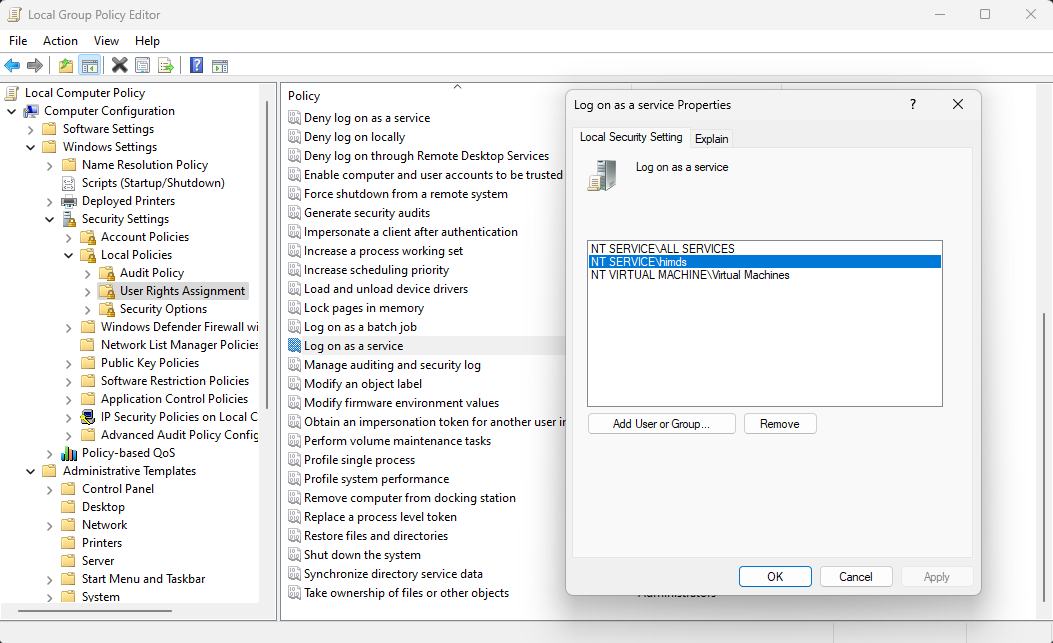 Local Group Policy Editor
File Action View Help
Local Computer Policy
Computer Configuration
Software Settings
Windows Settings
Name Resolution Policy
Scripts (Startup/Shutdown)
Deployed Printers
Security Settings
Account Policies
Local Policies
Audit Policy
User Rights Assignment
Security Options
Windows Defender Firewall wi
Network List Manager Policies
Public Key Policies
Software Restriction Policies
Application Control Policies
IP Security Policies on Local C
Advanced Audit Policy Config
Policy-based QoS
Administrative Templates
Control Panel
Desktop
Network
Printers
Server
Start Menu and Taskbar
System
Policy
Deny log on as a service
Deny log on locally
Deny log on through Remote Desktop Services
Enable computer and user accounts to be trusted
Force shutdown from a remote system
Generate security audits
Impersonate a client after authentication
Increase a process working set
Increase scheduling priority
Load and unload device drivers
Lock pages in memory
Log on as a batch job
Log on as a service
Manage auditing and security log
Modify an object label
Modify firmware environment values
Obtain an impersonation token for another user in
Perform volume maintenance tasks
Profile single process
Profile system performance
Remove computer from docking station
Replace a process level token
Restore files and directories
Shut down the system
Synchronize directory service data
Take ownership of files or other objects
Log on as a service Properties
?
Local Security Setting Explain
Log on as a service
NT SERVICE\ALL SERVICES
NT SERVICE\himds
NT VIRTUAL MACHINE\Virtual Machines
Add User or Group... Remove
OK Cancel Apply
Administrators